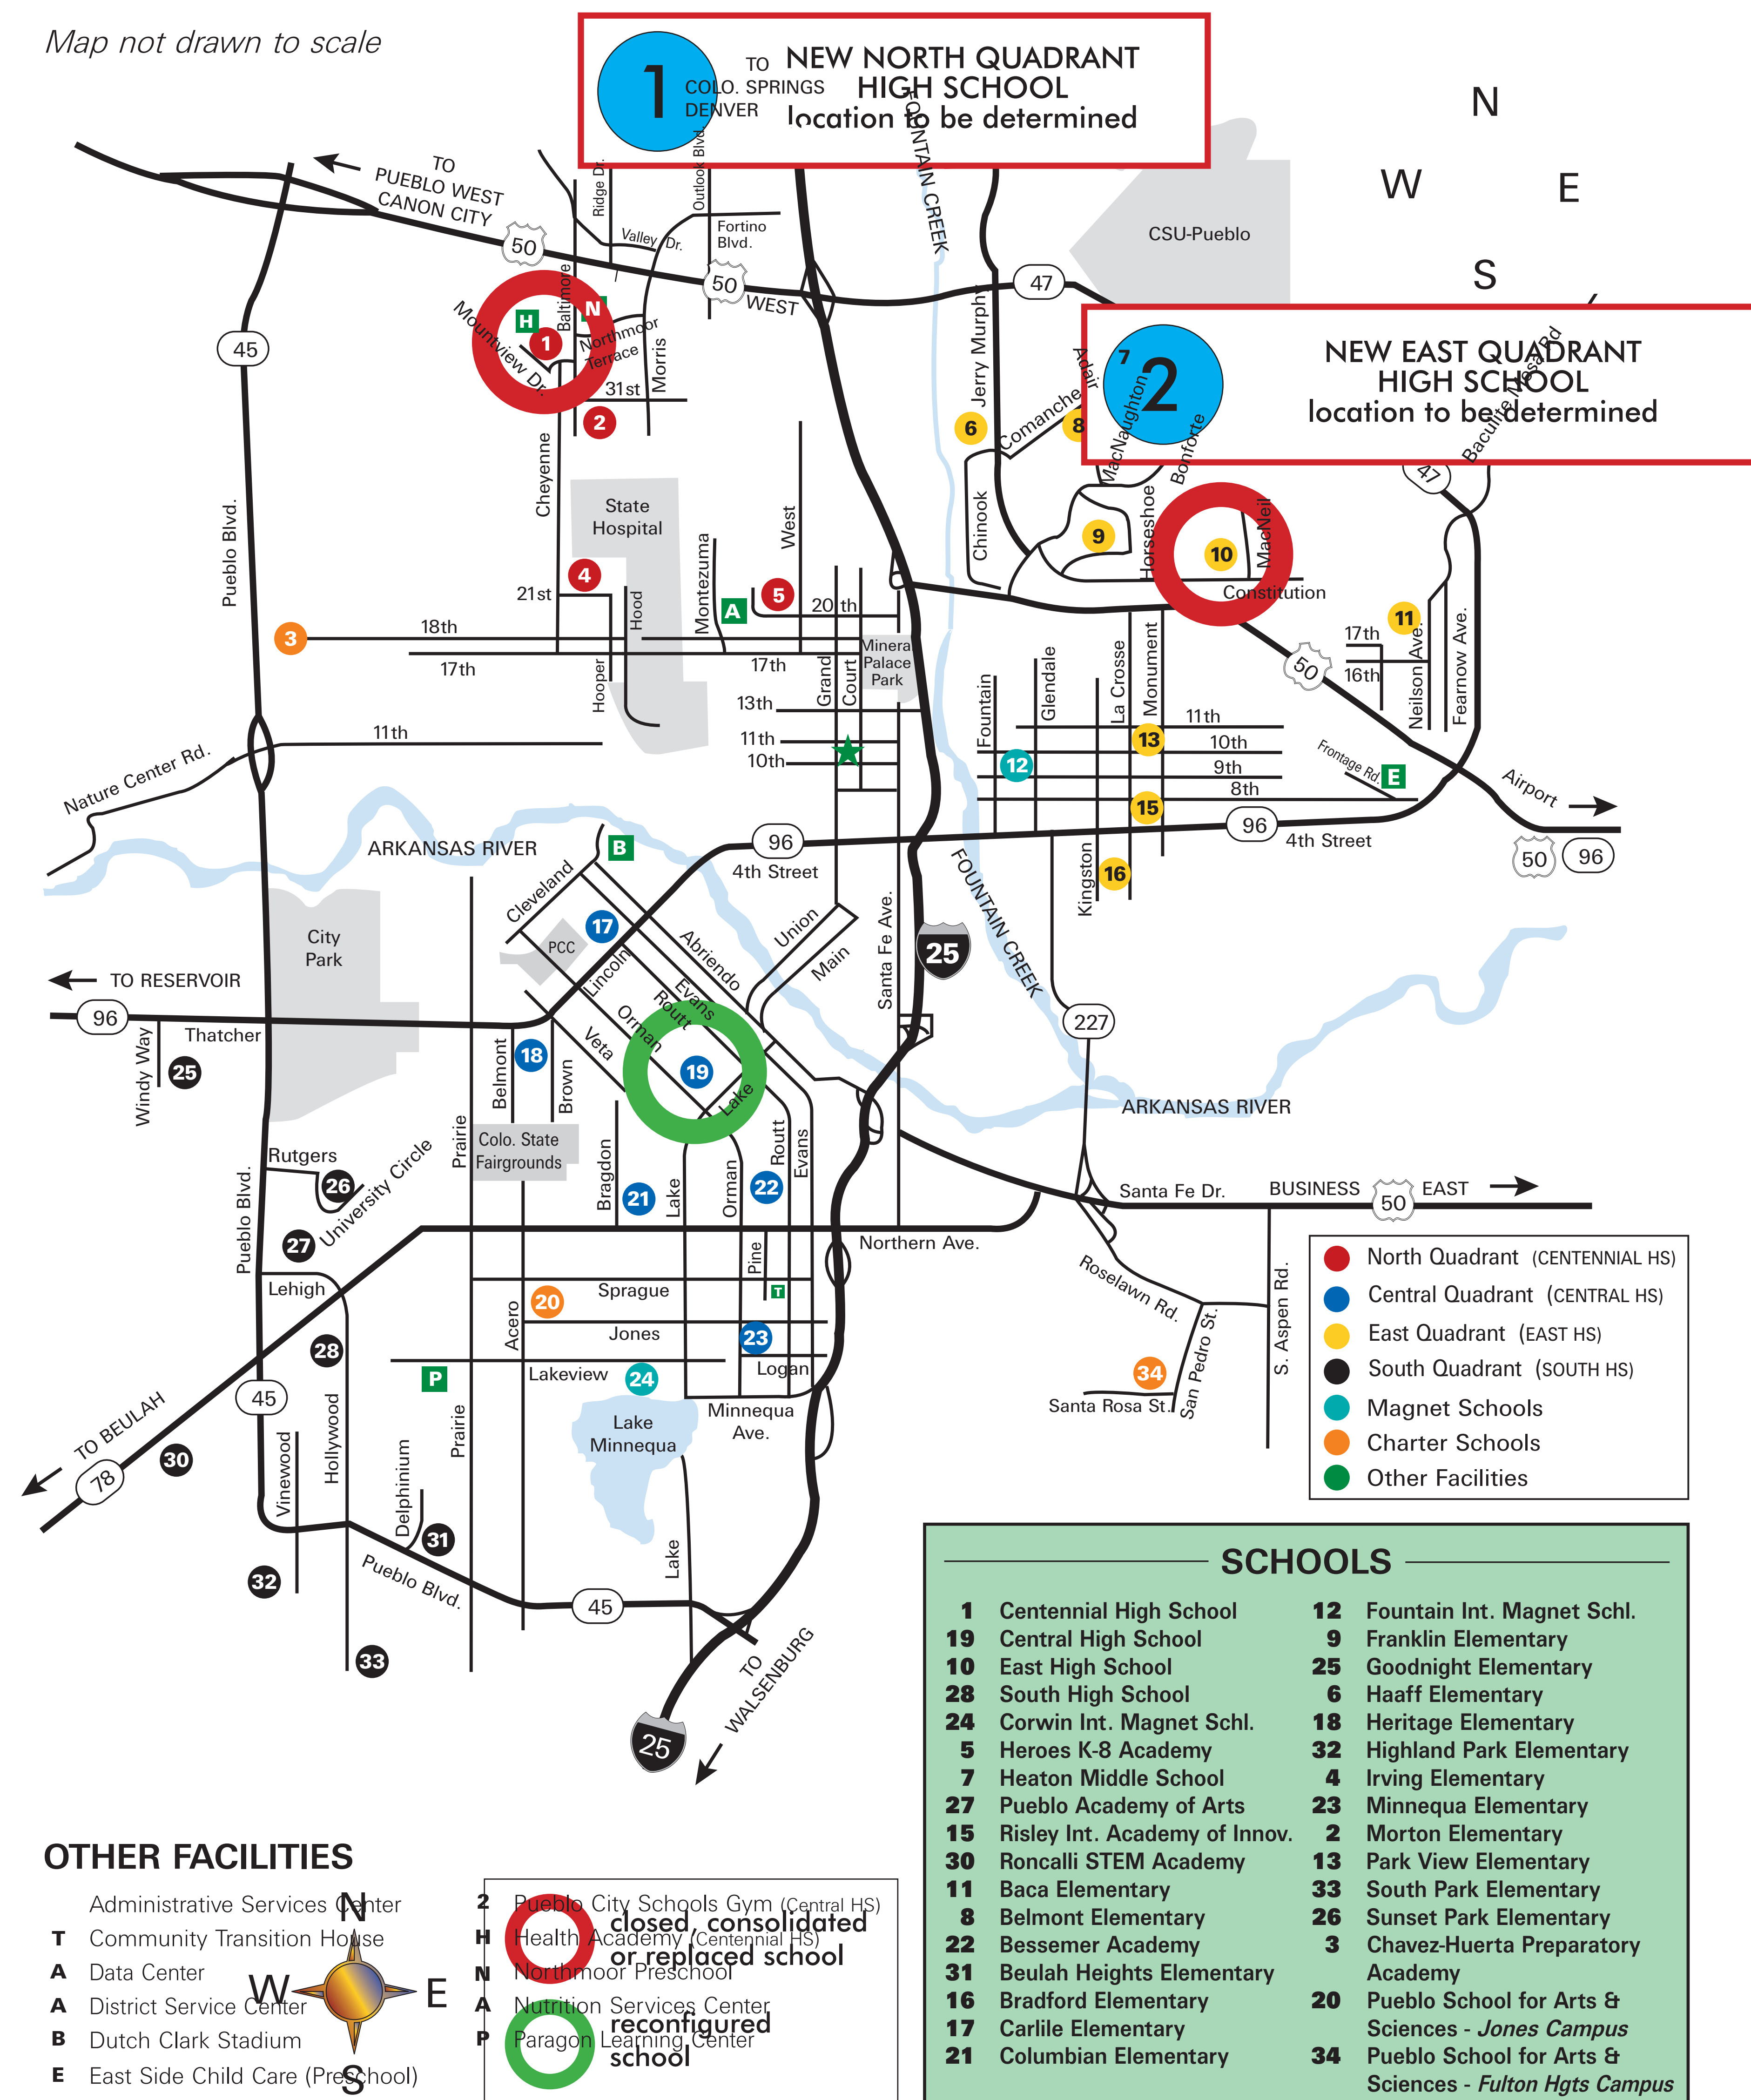 Map not drawn to scale
1
TO
COLO. SPRINGS
DENVER
NEW NORTH QUADRANT
HIGH SCHOOL
location to be determined
N
W
E
S
TO
PUEBLO WEST
CANON CITY
50
Ridge Dr.
Outlook Blvd.
Valley Dr.
Fortino
Blvd.
50
WEST
FOUNTAIN CREEK
CSU-Pueblo
47
45
H
N
1
Baltimore
Mountview Dr.
Northmoor
Terrace
Morris
31st
2
Cheyenne
Jerry Murphy
6
Comanche
Adair
8
7
2
MacNaughton
Bonforte
NEW EAST QUADRANT
HIGH SCHOOL
location to be determined
Baculite Mesa Rd
47
Pueblo Blvd.
State
Hospital
Montezuma
West
Chinook
9
Horseshoe
10
MacNeil
Constitution
4
21st
Hood
A
5
20 th
3
18th
17th
17th
Hooper
Grand
Court
Mineral
Palace
Park
13th
11th
10th
11th
Nature Center Rd.
Fountain
Glendale
La Crosse
Monument
11th
10th
9th
8th
12
13
15
50
17th
16th
11
Neilson Ave.
Fearnow Ave.
Frontage Rd.
E
Airport
50
96
96
4th Street
96
4th Street
Kingston
16
ARKANSAS RIVER
B
Cleveland
17
PCC
Lincoln
Abriendo
Evans
Routt
Orman
Veta
Union
Main
Santa Fe Ave.
25
FOUNTAIN CREEK
227
City
Park
TO RESERVOIR
96
Thatcher
Windy Way
25
Belmont
18
Brown
19
Lake
ARKANSAS RIVER
Rutgers
26
University Circle
Prairie
Colo. State
Fairgrounds
Bragdon
21
Lake
Orman
22
Routt
Evans
Santa Fe Dr.
BUSINESS
50
EAST
Pueblo Blvd.
27
Lehigh
Northern Ave.
Pine
T
Sprague
20
Acero
Jones
23
Logan
Lakeview
24
28
P
45
Lake
Minnequa
Minnequa
Ave.
Roselawn Rd.
San Pedro St.
S. Aspen Rd.
34
Santa Rosa St.
TO BEULAH
78
30
Vinewood
Hollywood
Delphinium
Prairie
31
32
Pueblo Blvd.
45
33
Lake
25
TO
WALSENBURG
North Quadrant (CENTENNIAL HS)
Central Quadrant (CENTRAL HS)
East Quadrant (EAST HS)
South Quadrant (SOUTH HS)
Magnet Schools
Charter Schools
Other Facilities
SCHOOLS
1 Centennial High School
19 Central High School
10 East High School
28 South High School
24 Corwin Int. Magnet Schl.
5 Heroes K-8 Academy
7 Heaton Middle School
27 Pueblo Academy of Arts
15 Risley Int. Academy of Innov.
30 Roncalli STEM Academy
11 Baca Elementary
8 Belmont Elementary
22 Bessemer Academy
31 Beulah Heights Elementary
16 Bradford Elementary
17 Carlile Elementary
21 Columbian Elementary
12 Fountain Int. Magnet Schl.
9 Franklin Elementary
25 Goodnight Elementary
6 Haaff Elementary
18 Heritage Elementary
32 Highland Park Elementary
4 Irving Elementary
23 Minnequa Elementary
2 Morton Elementary
13 Park View Elementary
33 South Park Elementary
26 Sunset Park Elementary
3 Chavez-Huerta Preparatory
Academy
20 Pueblo School for Arts &
Sciences - Jones Campus
34 Pueblo School for Arts &
Sciences - Fulton Hgts Campus
OTHER FACILITIES
Administrative Services Center
T Community Transition House
A Data Center
A District Service Center
B Dutch Clark Stadium
E East Side Child Care (Preschool)
N
W
E
S
2 Pueblo City Schools Gym (Central HS)
H Health Academy (Centennial HS)
N Northmoor Preschool
A Nutrition Services Center
P Paragon Learning Center
closed, consolidated
or replaced school
reconfigured
school